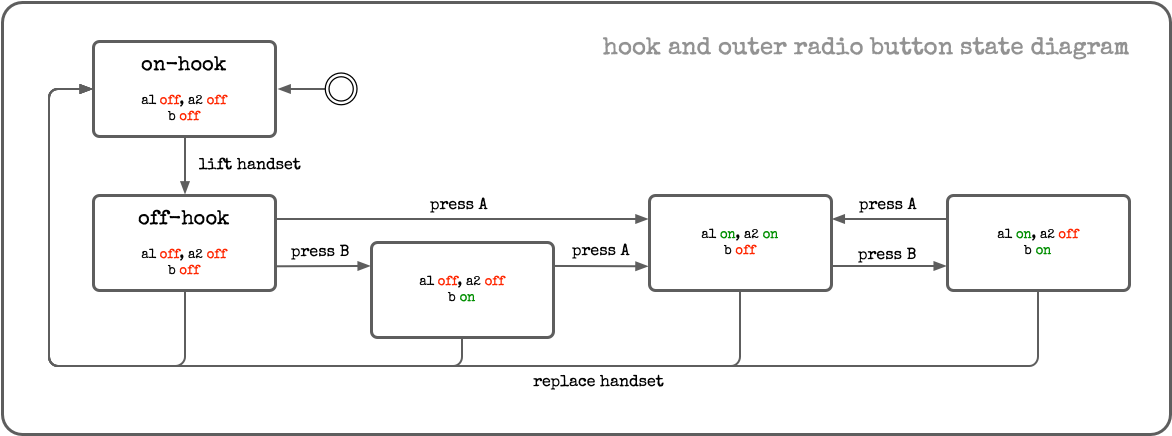 hook and outer radio button state diagram
on-hook
a1 off, a2 off
b off
lift handset
off-hook
a1 off, a2 off
b off
press A
press B
a1 off, a2 off
b on
press A
a1 on, a2 on
b off
press A
press B
a1 on, a2 off
b on
replace handset